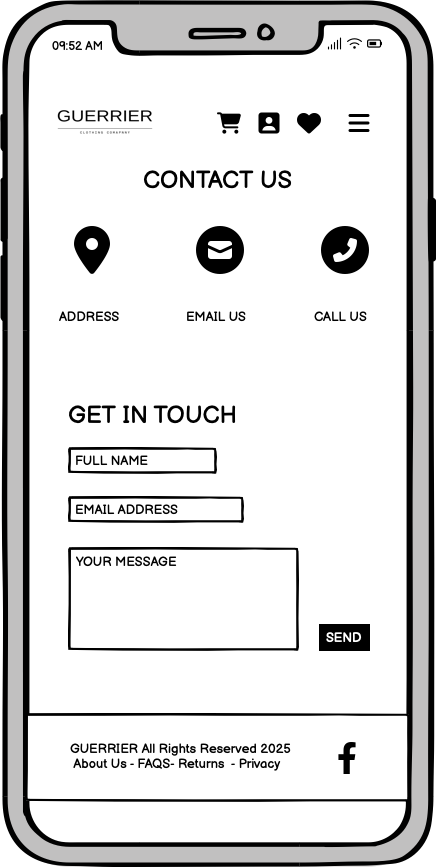 09:52 AM
GUERRIER
CLOTHING COMPANY
CONTACT US
ADDRESS EMAIL US CALL US
GET IN TOUCH
FULL NAME
EMAIL ADDRESS
YOUR MESSAGE
SEND
GUERRIER All Rights Reserved 2025
About Us - FAQS- Returns - Privacy